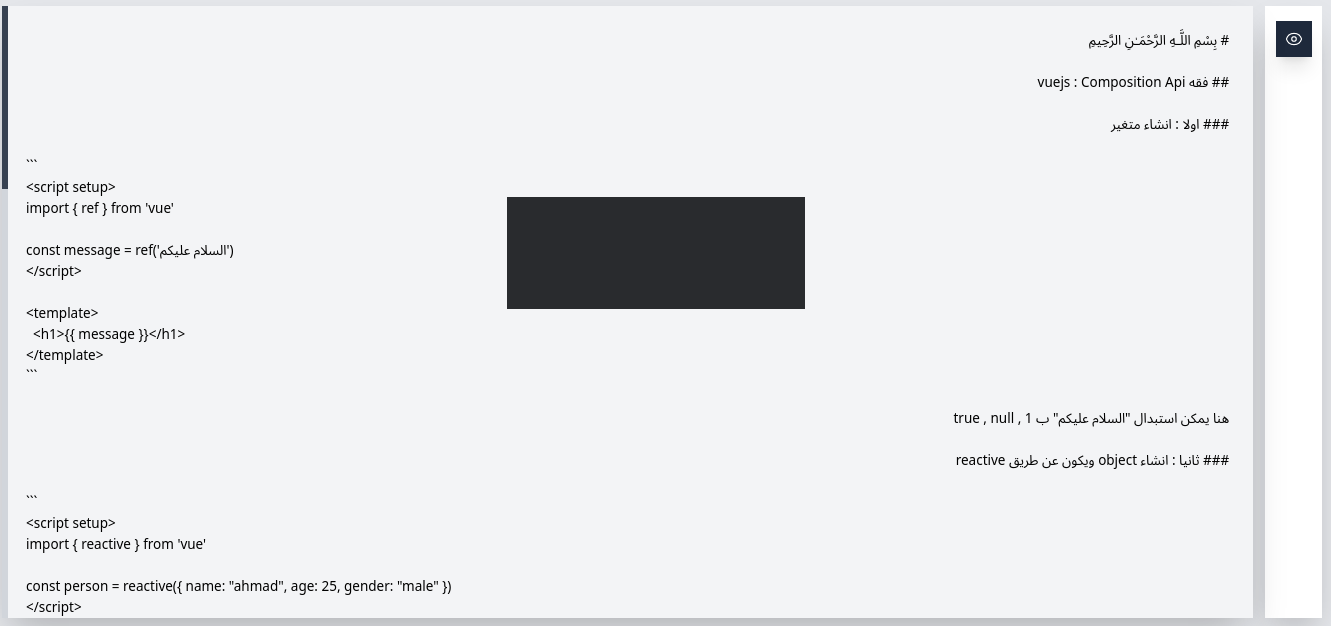 # بِسْمِ اللَّـهِ الرَّحْمَـٰنِ الرَّحِيمِ
## فقه vuejs : Composition Api
### اولا : انشاء متغير
```
<script setup>
import { ref } from 'vue'
const message = ref('السلام عليكم')
</script>
<template>
  <h1>{{ message }}</h1>
</template>
```
هنا يمكن استبدال "السلام عليكم" ب 1 , true , null
### ثانيا : انشاء object ويكون عن طريق reactive
```
<script setup>
import { reactive } from 'vue'
const person = reactive({ name: "ahmad", age: 25, gender: "male" })
</script>